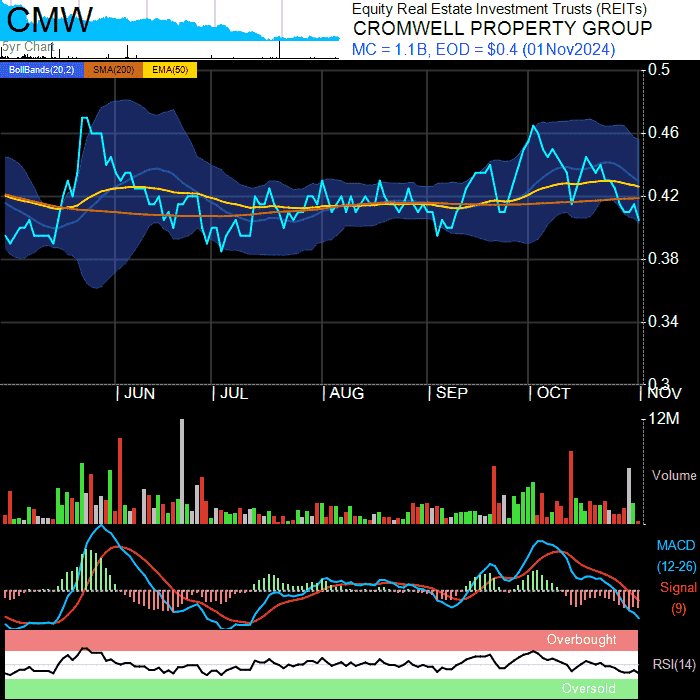 CMW
5yr Chart
Equity Real Estate Investment Trusts (REITs)
CROMWELL PROPERTY GROUP
MC = 1.1B, EOD = $0.4 (01Nov2024)
BollBands(20,2) SMA(200) EMA(50)
0.5
0.46
0.42
0.38
0.34
0.3
JUN JUL AUG SEP OCT NOV
12M
Volume
MACD
(12-26)
Signal
(9)
Overbought
RSI(14)
Oversold